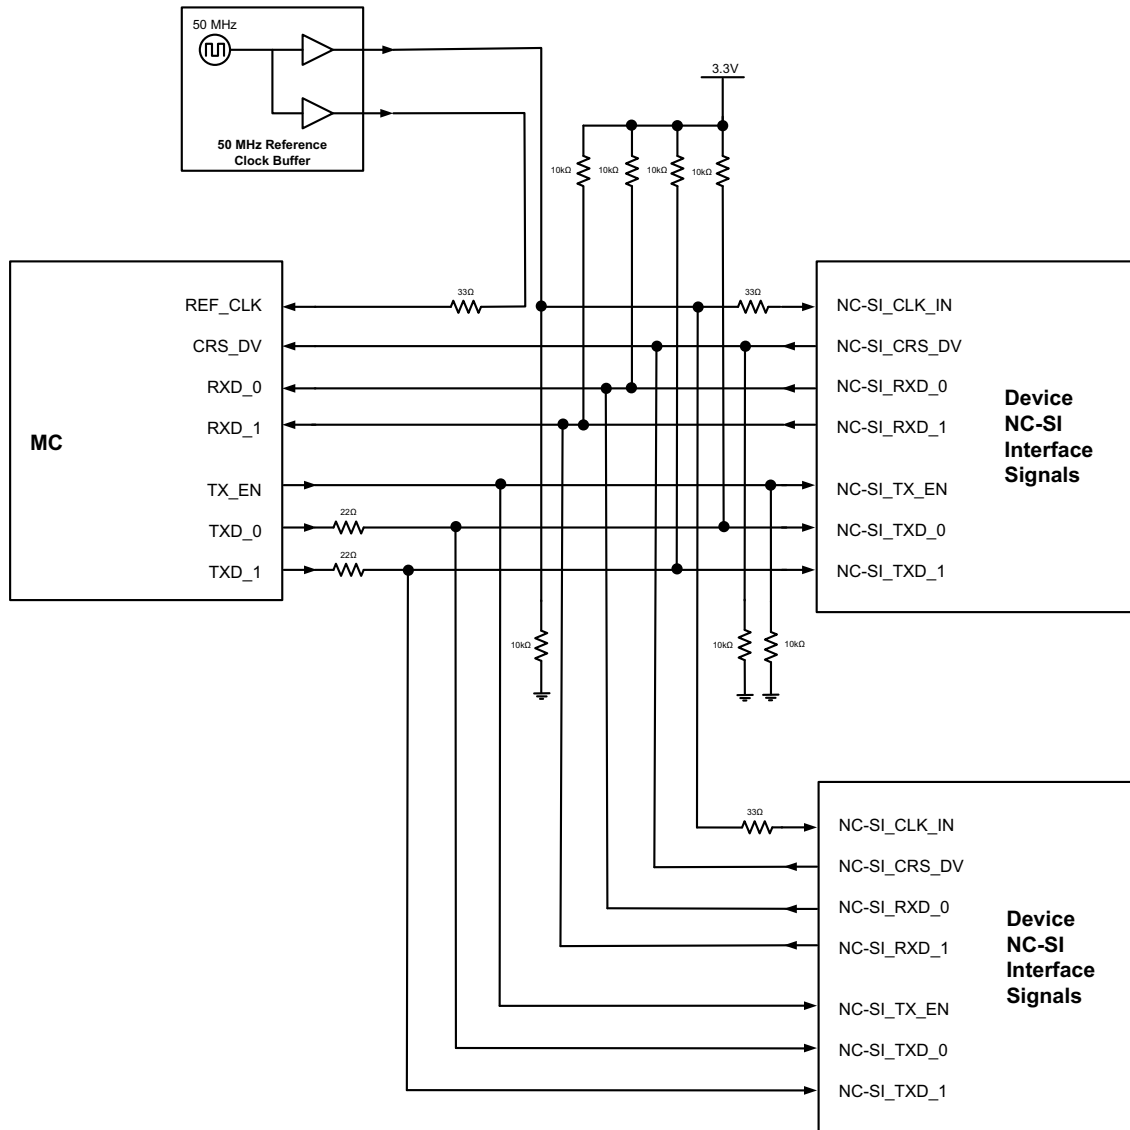 50 MHz
50 MHz Reference
Clock Buffer
3.3V
10kΩ
10kΩ
10kΩ
10kΩ
MC
REF_CLK
CRS_DV
RXD_0
RXD_1
TX_EN
TXD_0
TXD_1
33Ω
33Ω
22Ω
22Ω
NC-SI_CLK_IN
NC-SI_CRS_DV
NC-SI_RXD_0
NC-SI_RXD_1
NC-SI_TX_EN
NC-SI_TXD_0
NC-SI_TXD_1
Device
NC-SI
Interface
Signals
10kΩ
10kΩ
10kΩ
33Ω
NC-SI_CLK_IN
NC-SI_CRS_DV
NC-SI_RXD_0
NC-SI_RXD_1
NC-SI_TX_EN
NC-SI_TXD_0
NC-SI_TXD_1
Device
NC-SI
Interface
Signals